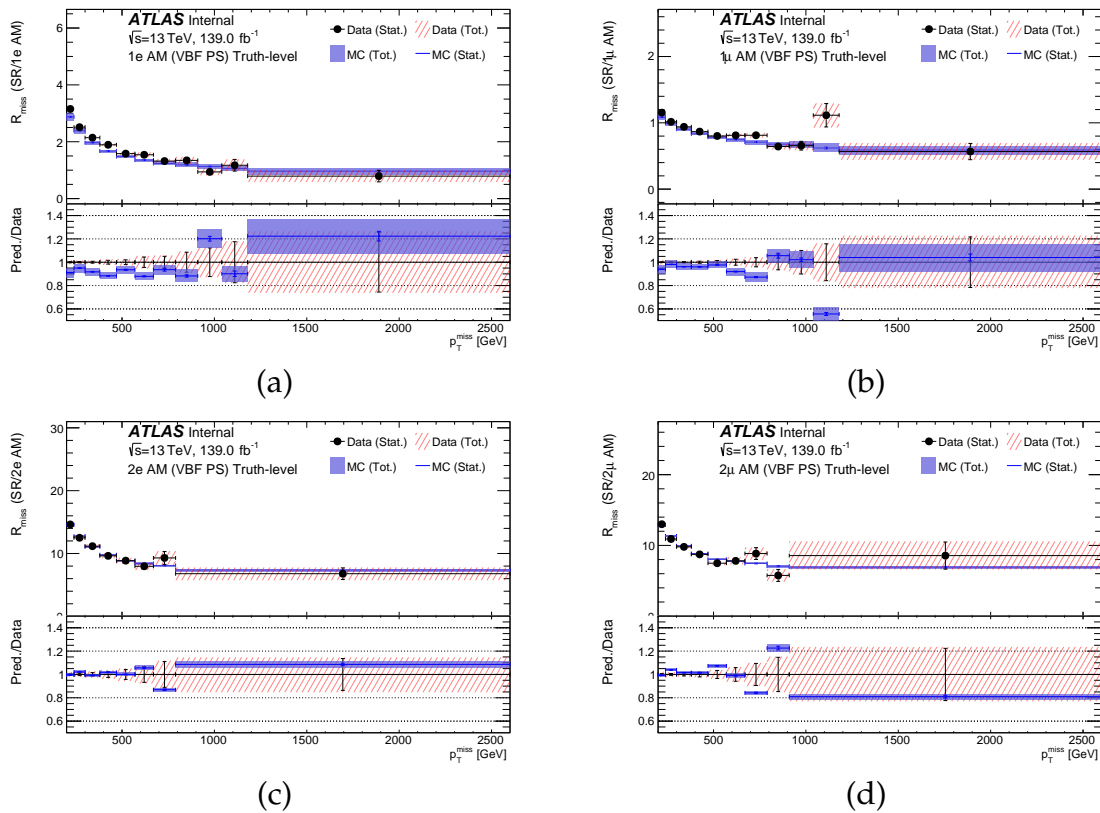 ATLAS Internal
√s=13 TeV, 139.0 fb⁻¹
1e AM (VBF PS) Truth-level
Data (Stat.) Data (Tot.)
MC (Tot.) MC (Stat.)
R_miss (SR/1e AM)
6
4
2
0
Pred./Data
1.4
1.2
1
0.8
0.6
500 1000 1500 2000 2500
p_T^miss [GeV]
(a)
ATLAS Internal
√s=13 TeV, 139.0 fb⁻¹
1μ AM (VBF PS) Truth-level
Data (Stat.) Data (Tot.)
MC (Tot.) MC (Stat.)
R_miss (SR/1μ AM)
2
1
0
Pred./Data
1.4
1.2
1
0.8
0.6
500 1000 1500 2000 2500
p_T^miss [GeV]
(b)
ATLAS Internal
√s=13 TeV, 139.0 fb⁻¹
2e AM (VBF PS) Truth-level
Data (Stat.) Data (Tot.)
MC (Tot.) MC (Stat.)
R_miss (SR/2e AM)
30
20
10
0
Pred./Data
1.4
1.2
1
0.8
0.6
500 1000 1500 2000 2500
p_T^miss [GeV]
(c)
ATLAS Internal
√s=13 TeV, 139.0 fb⁻¹
2μ AM (VBF PS) Truth-level
Data (Stat.) Data (Tot.)
MC (Tot.) MC (Stat.)
R_miss (SR/2μ AM)
20
10
0
Pred./Data
1.4
1.2
1
0.8
0.6
500 1000 1500 2000 2500
p_T^miss [GeV]
(d)